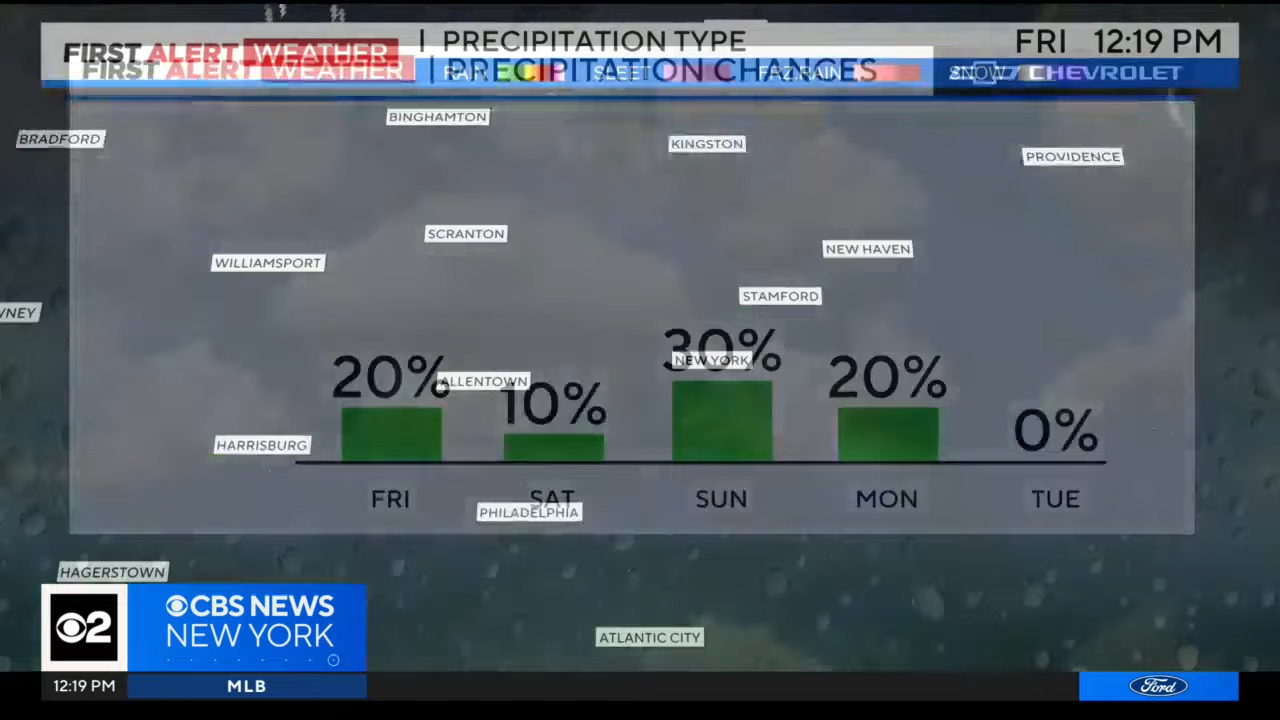 FIRST ALERT WEATHER
PRECIPITATION TYPE
FRI 12:19 PM
FIRST ALERT WEATHER
PRECIPITATION CHANCES
RAIN
SLEET
FRZ RAIN
SNOW
CHEVROLET
BINGHAMTON
BRADFORD
KINGSTON
PROVIDENCE
SCRANTON
NEW HAVEN
WILLIAMSPORT
STAMFORD
20%
10%
30%
20%
0%
NEW YORK
ALLENTOWN
HARRISBURG
FRI
SAT
SUN
MON
TUE
PHILADELPHIA
HAGERSTOWN
2
CBS NEWS
NEW YORK
ATLANTIC CITY
12:19 PM
MLB
Ford